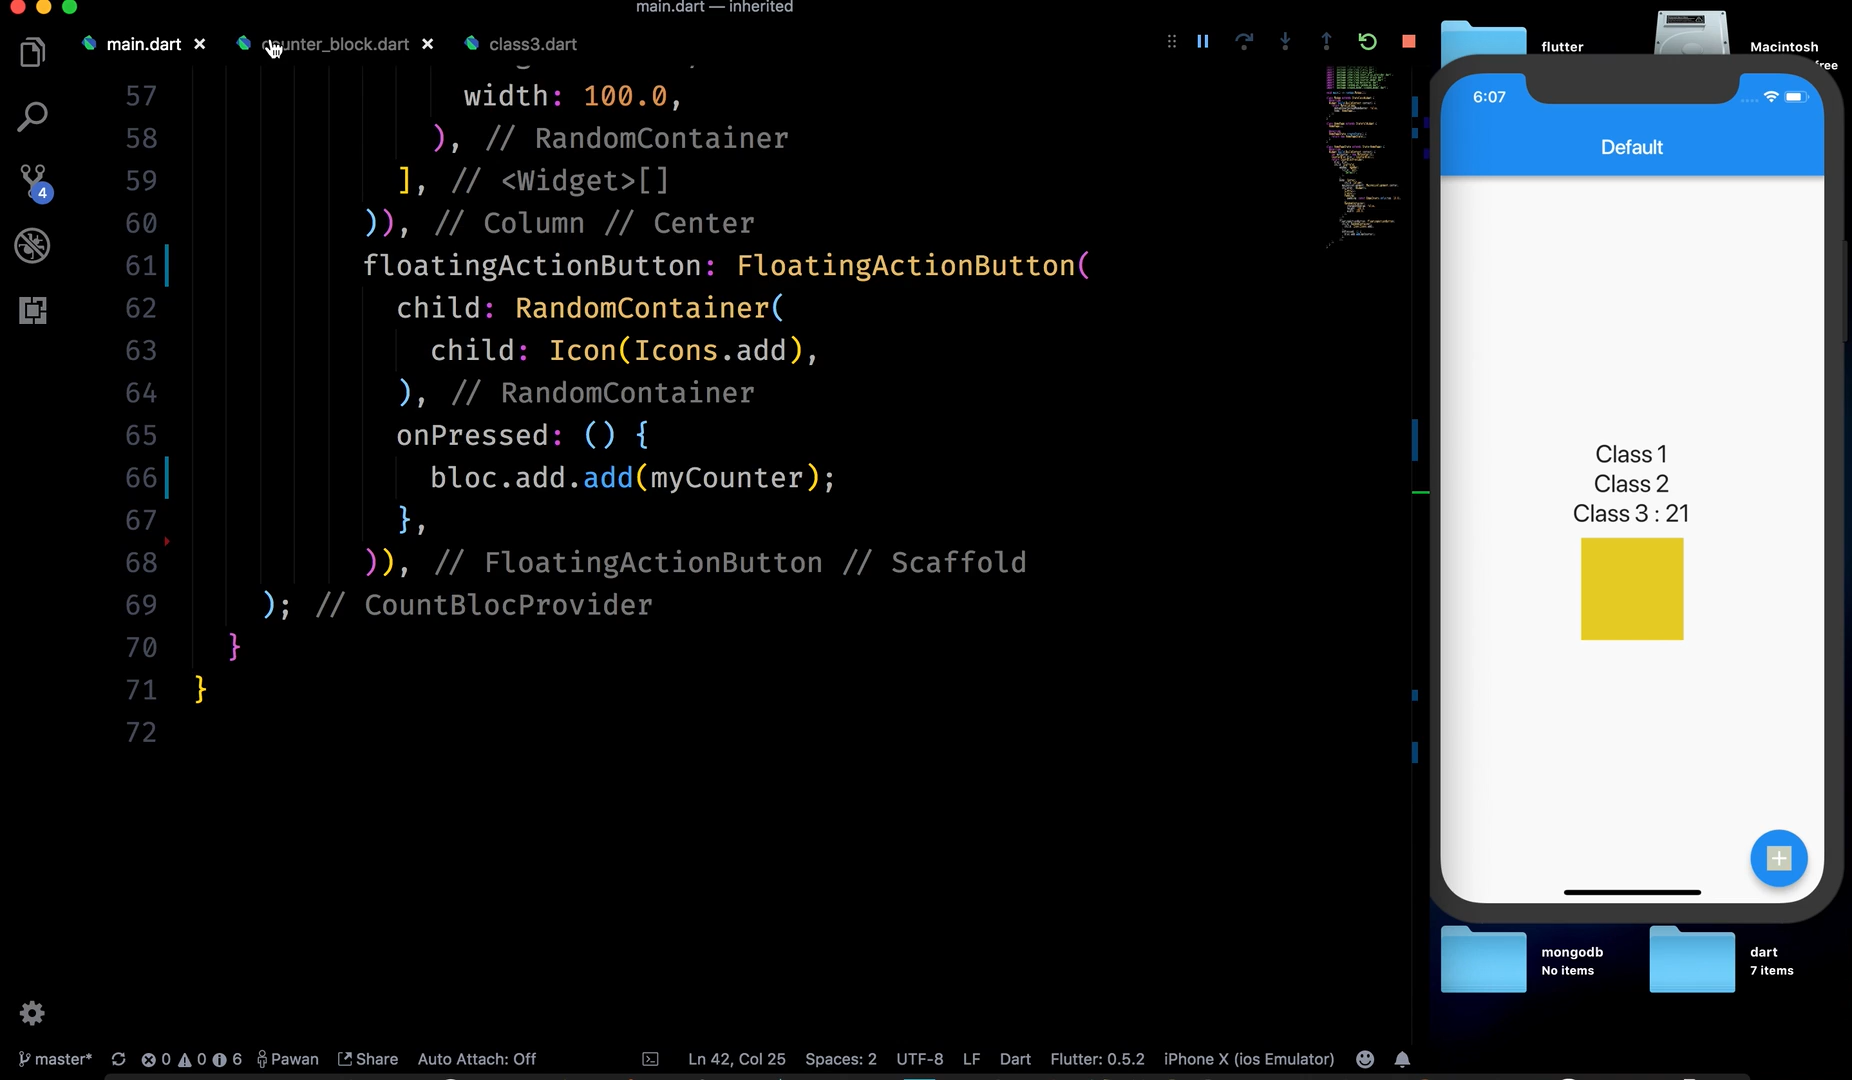 main.dart — inherited
main.dart × counter_block.dart × class3.dart
57 width: 100.0,
58 ), // RandomContainer
59 ], // <Widget>[]
60 )), // Column // Center
61 floatingActionButton: FloatingActionButton(
62 child: RandomContainer(
63 child: Icon(Icons.add),
64 ), // RandomContainer
65 onPressed: () {
66 bloc.add.add(myCounter);
67 },
68 )), // FloatingActionButton // Scaffold
69 ); // CountBlocProvider
70 }
71 }
72
4
flutter
Macintosh
free
6:07
Default
Class 1
Class 2
Class 3 : 21
mongodb
No items
dart
7 items
master* 0 0 6 Pawan Share Auto Attach: Off Ln 42, Col 25 Spaces: 2 UTF-8 LF Dart Flutter: 0.5.2 iPhone X (ios Emulator)